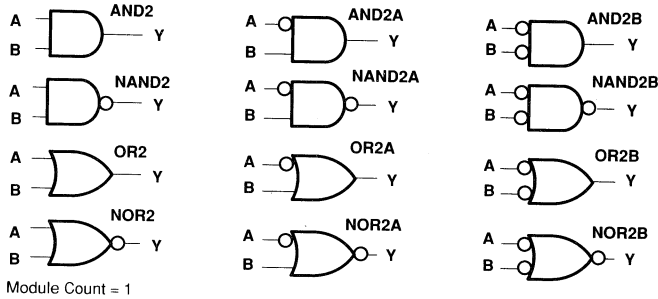 AND2
A
B
Y
AND2A
A
B
Y
AND2B
A
B
Y
NAND2
A
B
Y
NAND2A
A
B
Y
NAND2B
A
B
Y
OR2
A
B
Y
OR2A
A
B
Y
OR2B
A
B
Y
NOR2
A
B
Y
NOR2A
A
B
Y
NOR2B
A
B
Y
Module Count = 1